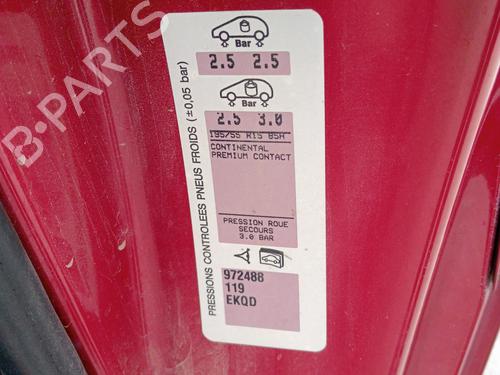 Bar
2.5 2.5
Bar
2.5 3.0
195/55 R15 85H
CONTINENTAL
PREMIUM CONTACT
PRESSION ROUE
SECOURS
3.0 BAR
972488
119
EKQD
PRESSIONS CONTROLEES PNEUS FROIDS (±0,05 bar)
B-PARTS